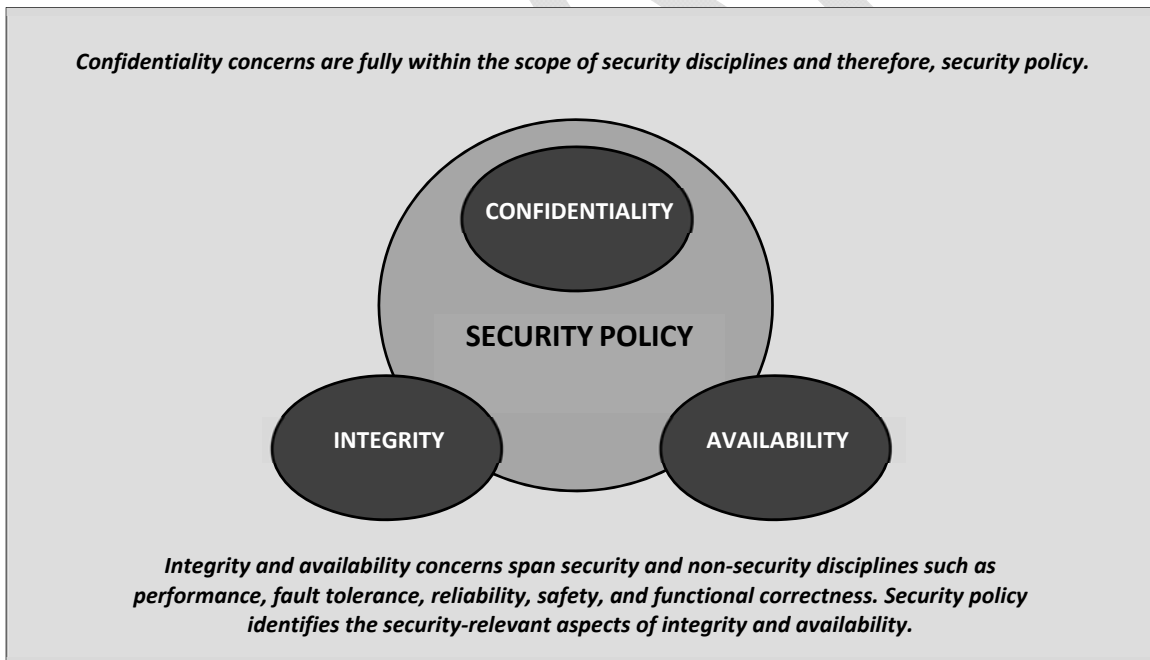 Confidentiality concerns are fully within the scope of security disciplines and therefore, security policy.
CONFIDENTIALITY
SECURITY POLICY
INTEGRITY
AVAILABILITY
Integrity and availability concerns span security and non-security disciplines such as
performance, fault tolerance, reliability, safety, and functional correctness. Security policy
identifies the security-relevant aspects of integrity and availability.